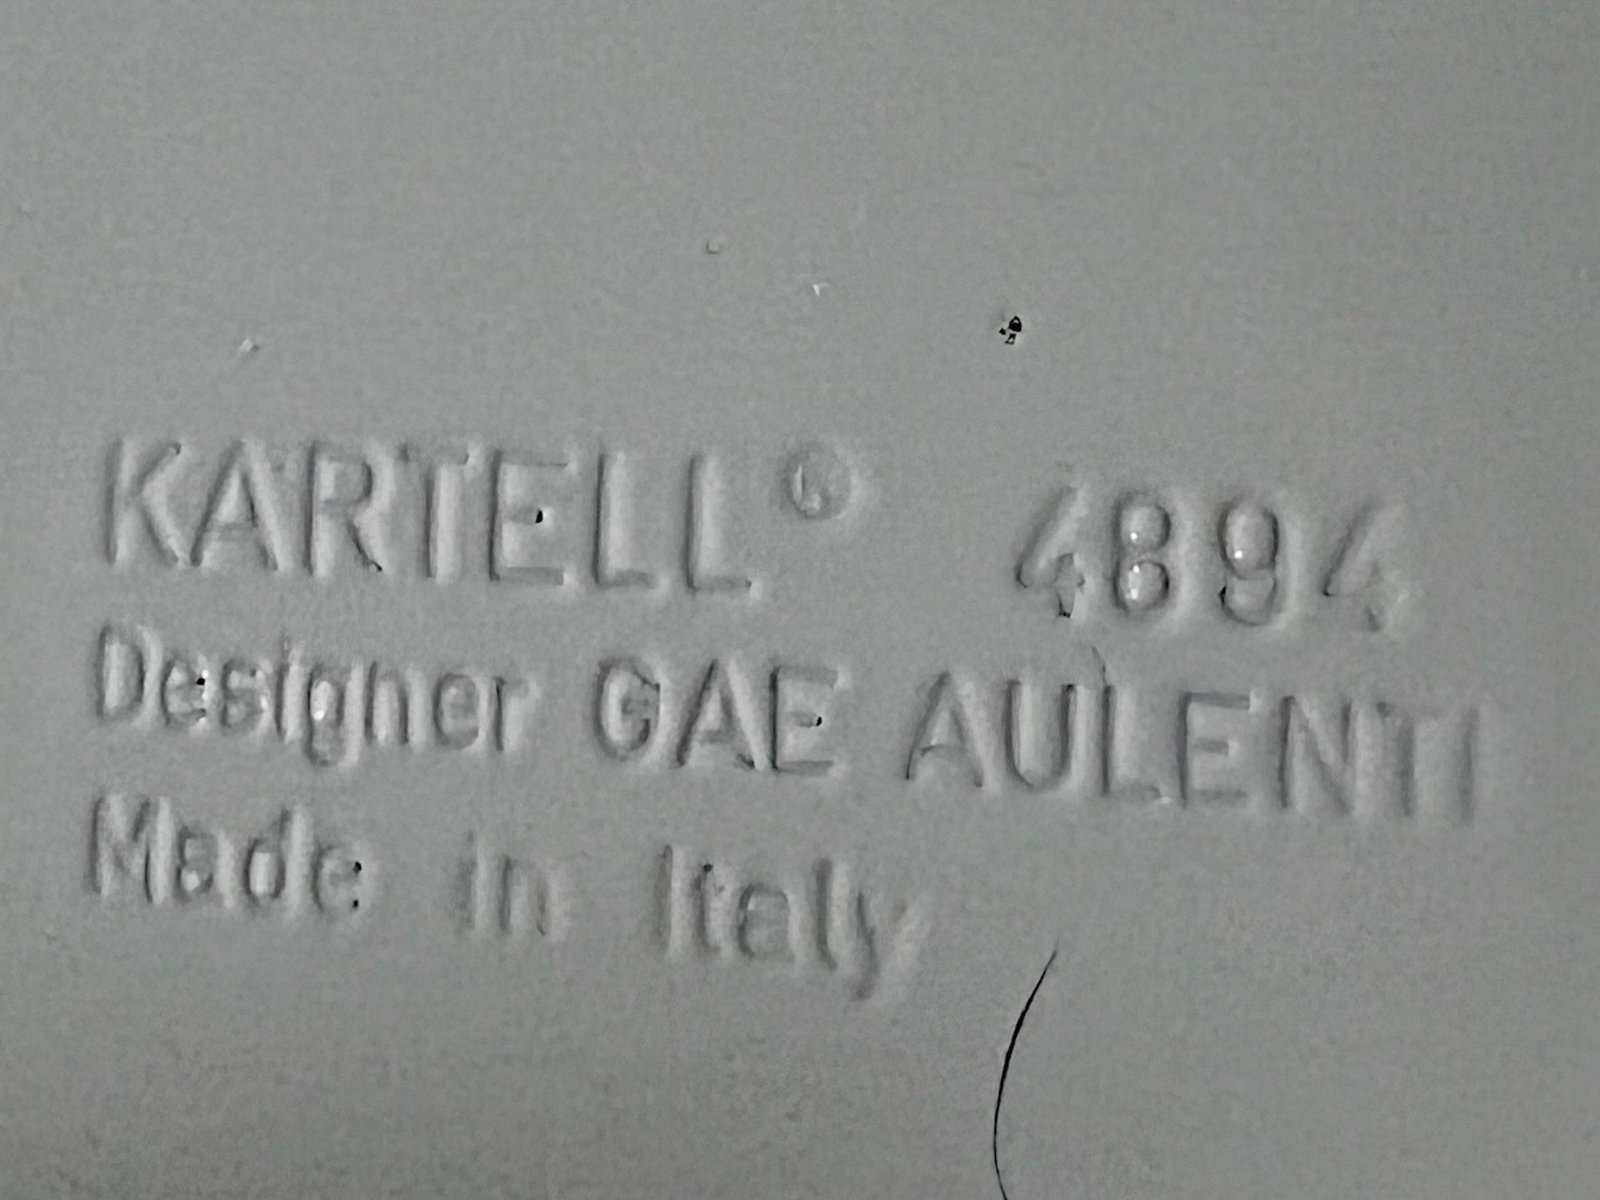 KARTELL® 4894
Designer GAE AULENTI
Made in Italy